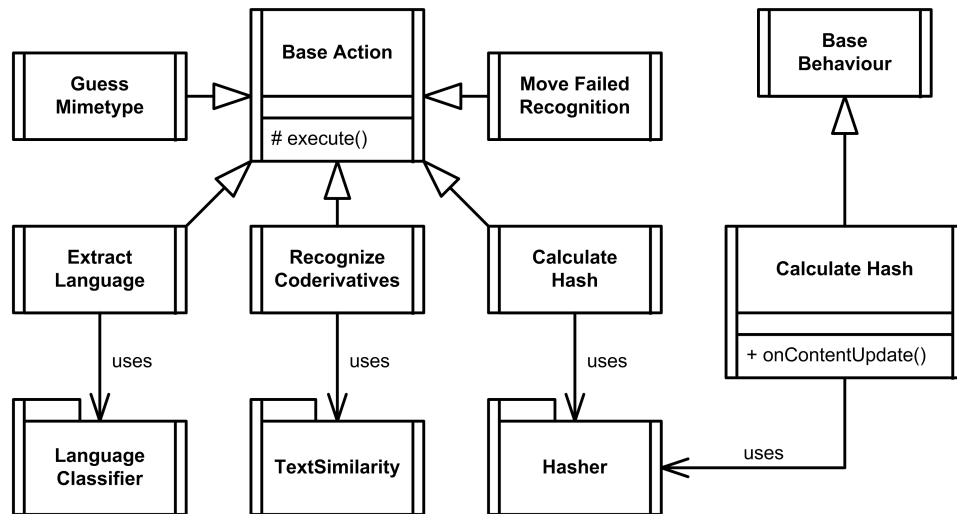 Base Action
Base
Behaviour
Guess
Mimetype
Move Failed
Recognition
# execute()
Extract
Language
Recognize
Coderivatives
Calculate
Hash
Calculate Hash
+ onContentUpdate()
uses
uses
uses
uses
Language
Classifier
TextSimilarity
Hasher